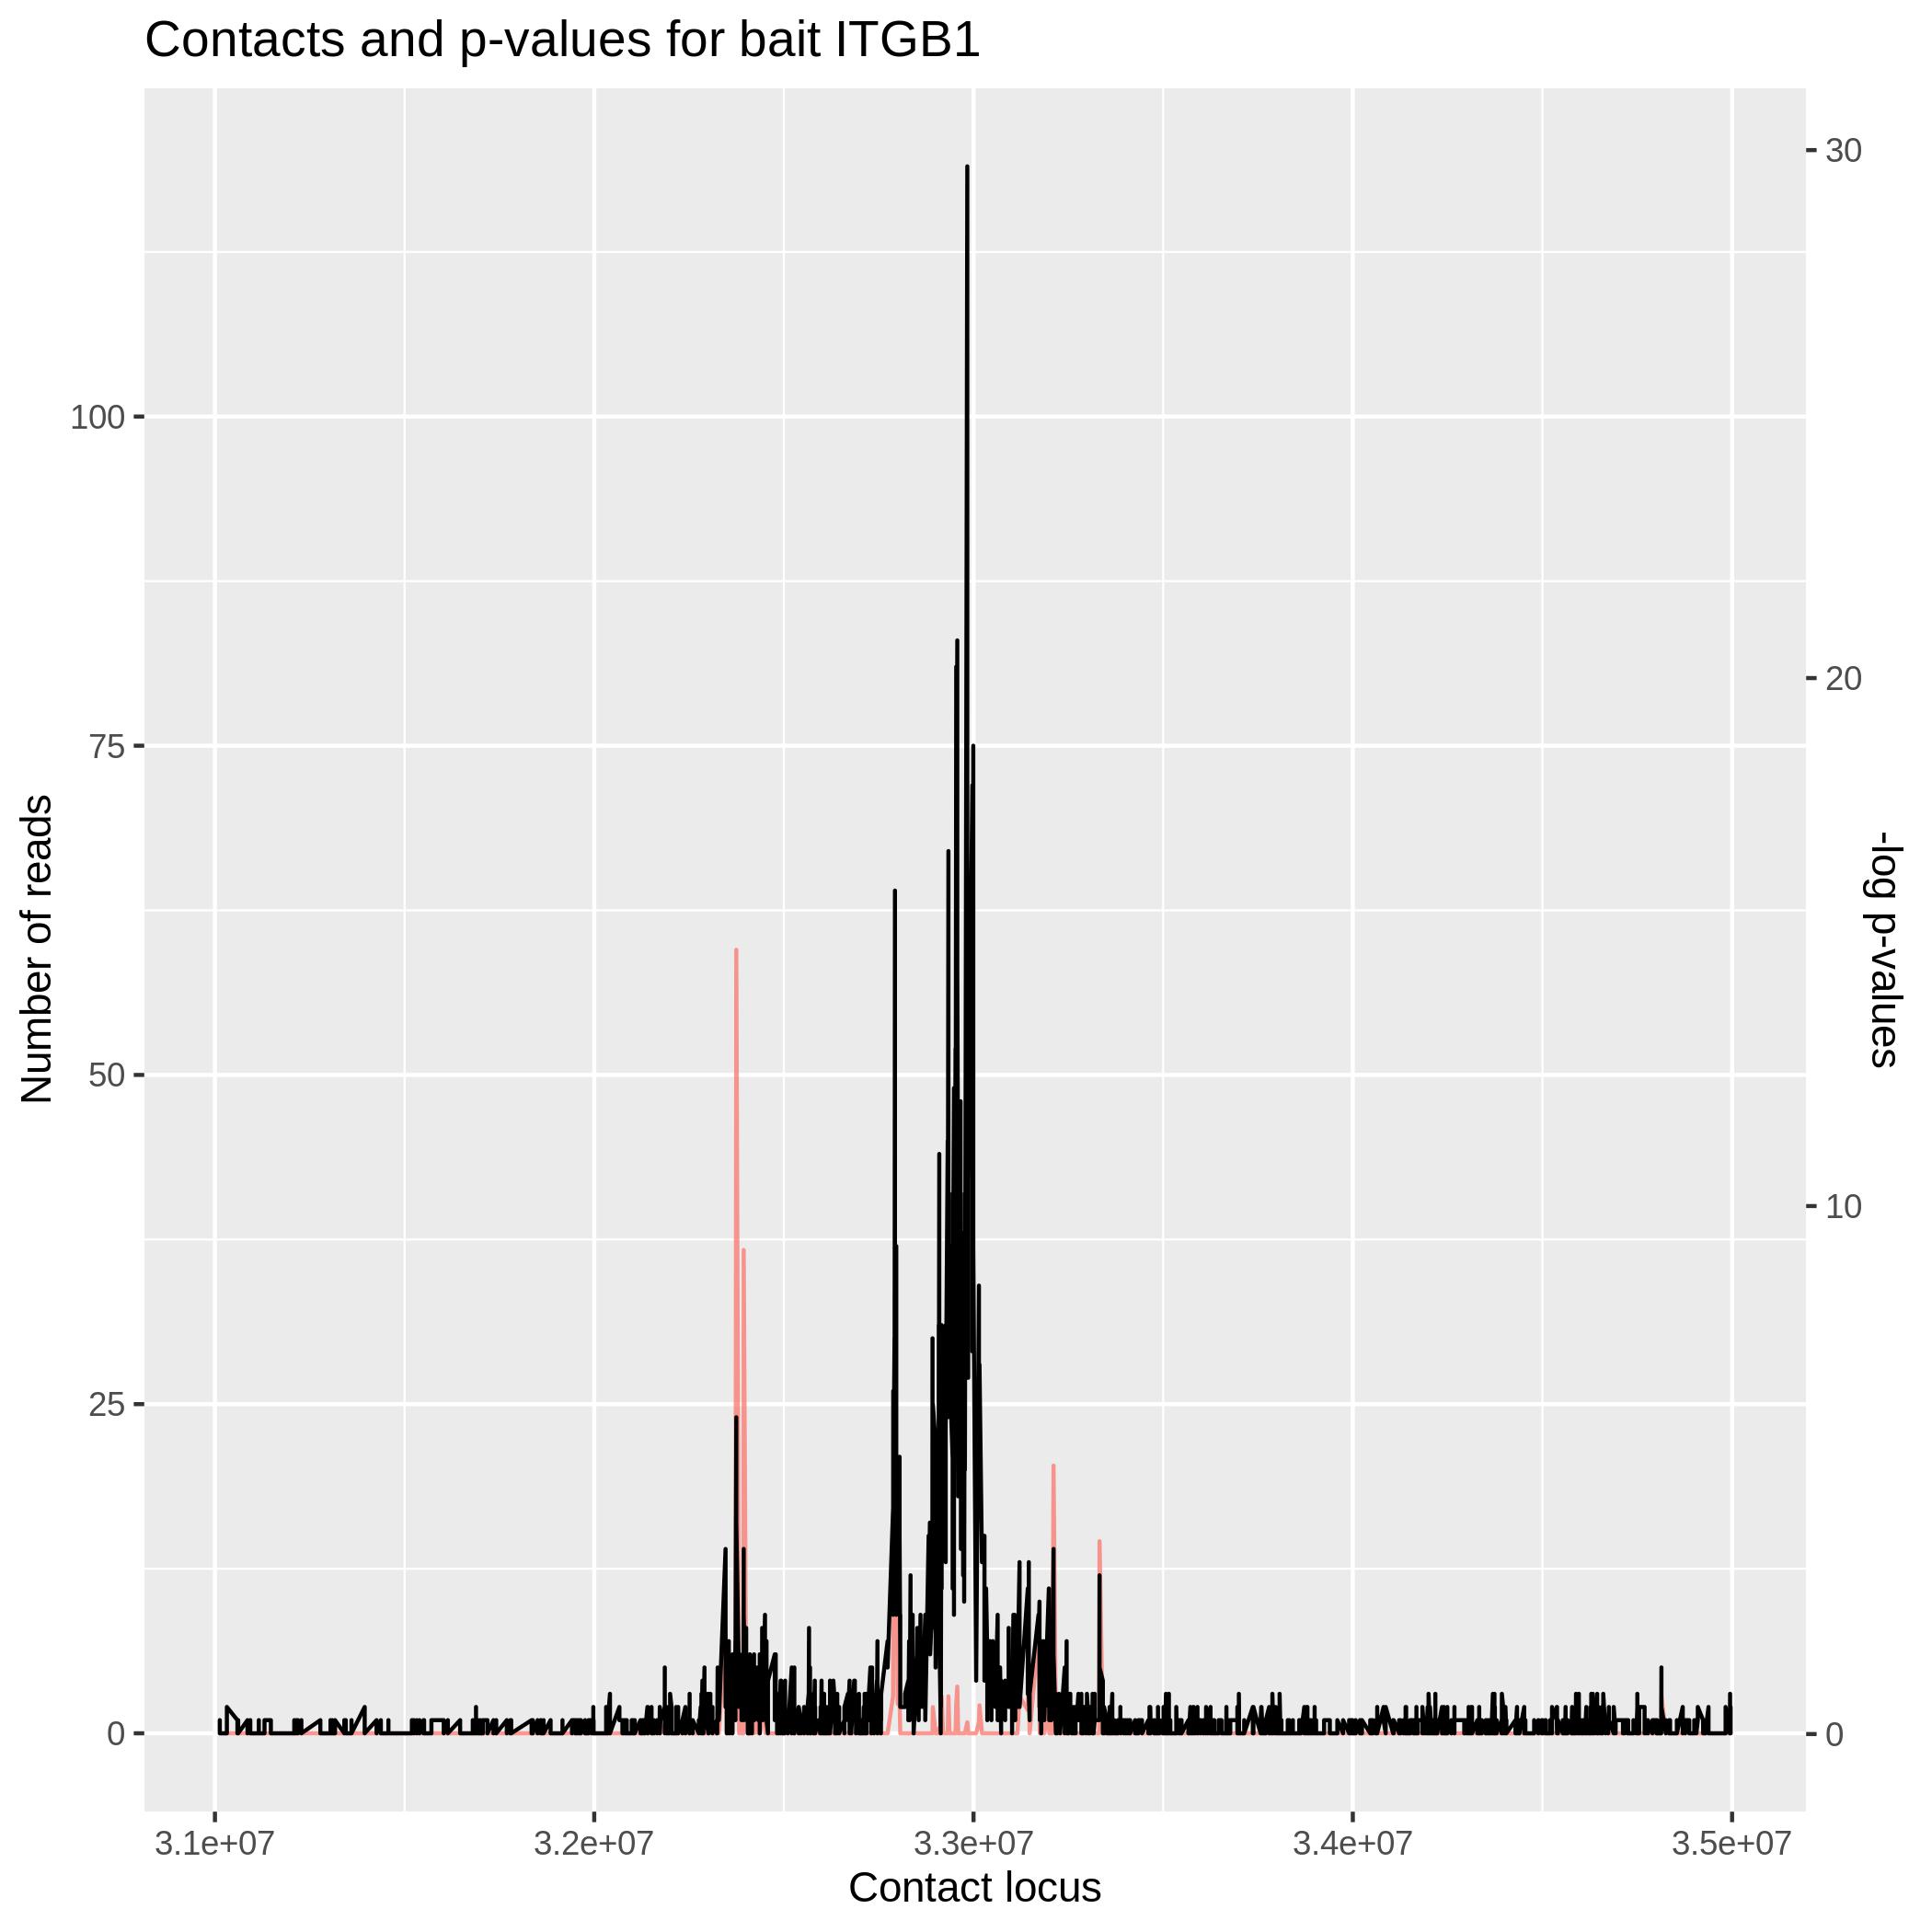 Contacts and p-values for bait ITGB1
30
100
20
75
Number of reads
-log p-values
50
10
25
0
0
3.1e+07
3.2e+07
3.3e+07
3.4e+07
3.5e+07
Contact locus